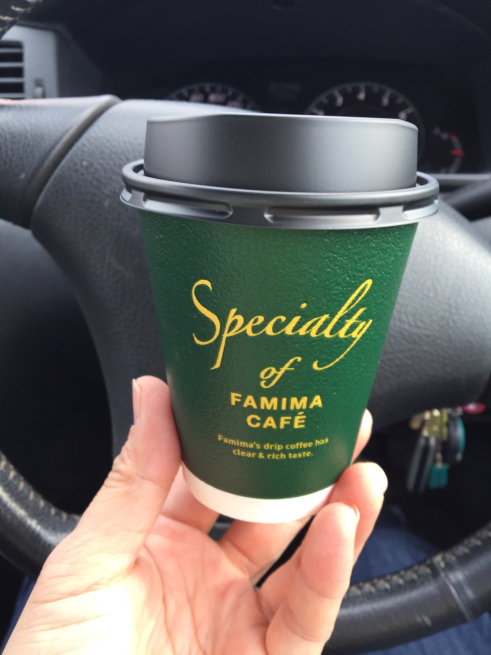 Specialty
of
FAMIMA
CAFÉ
Famima's drip coffee has
clear & rich taste.